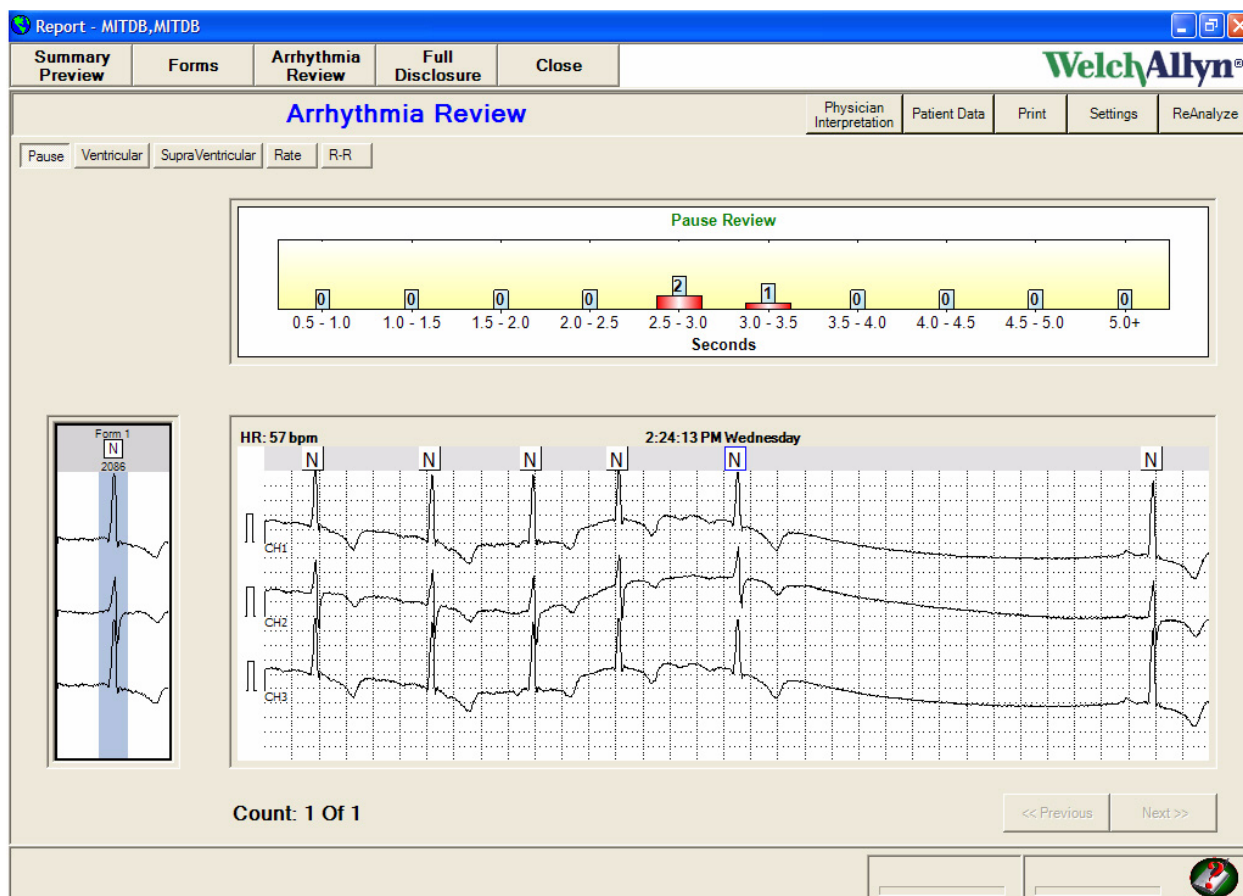 Report - MITDB,MITDB
Summary Preview Forms Arrhythmia Review Full Disclosure Close WelchAllyn®
Arrhythmia Review Physician Interpretation Patient Data Print Settings ReAnalyze
Pause Ventricular SupraVentricular Rate R-R
Pause Review
0 0 0 0 2 1 0 0 0 0
0.5 - 1.0 1.0 - 1.5 1.5 - 2.0 2.0 - 2.5 2.5 - 3.0 3.0 - 3.5 3.5 - 4.0 4.0 - 4.5 4.5 - 5.0 5.0+
Seconds
Form 1
N
2086
HR: 57 bpm 2:24:13 PM Wednesday
N N N N N N
CH1
CH2
CH3
Count: 1 Of 1 << Previous Next >>
?